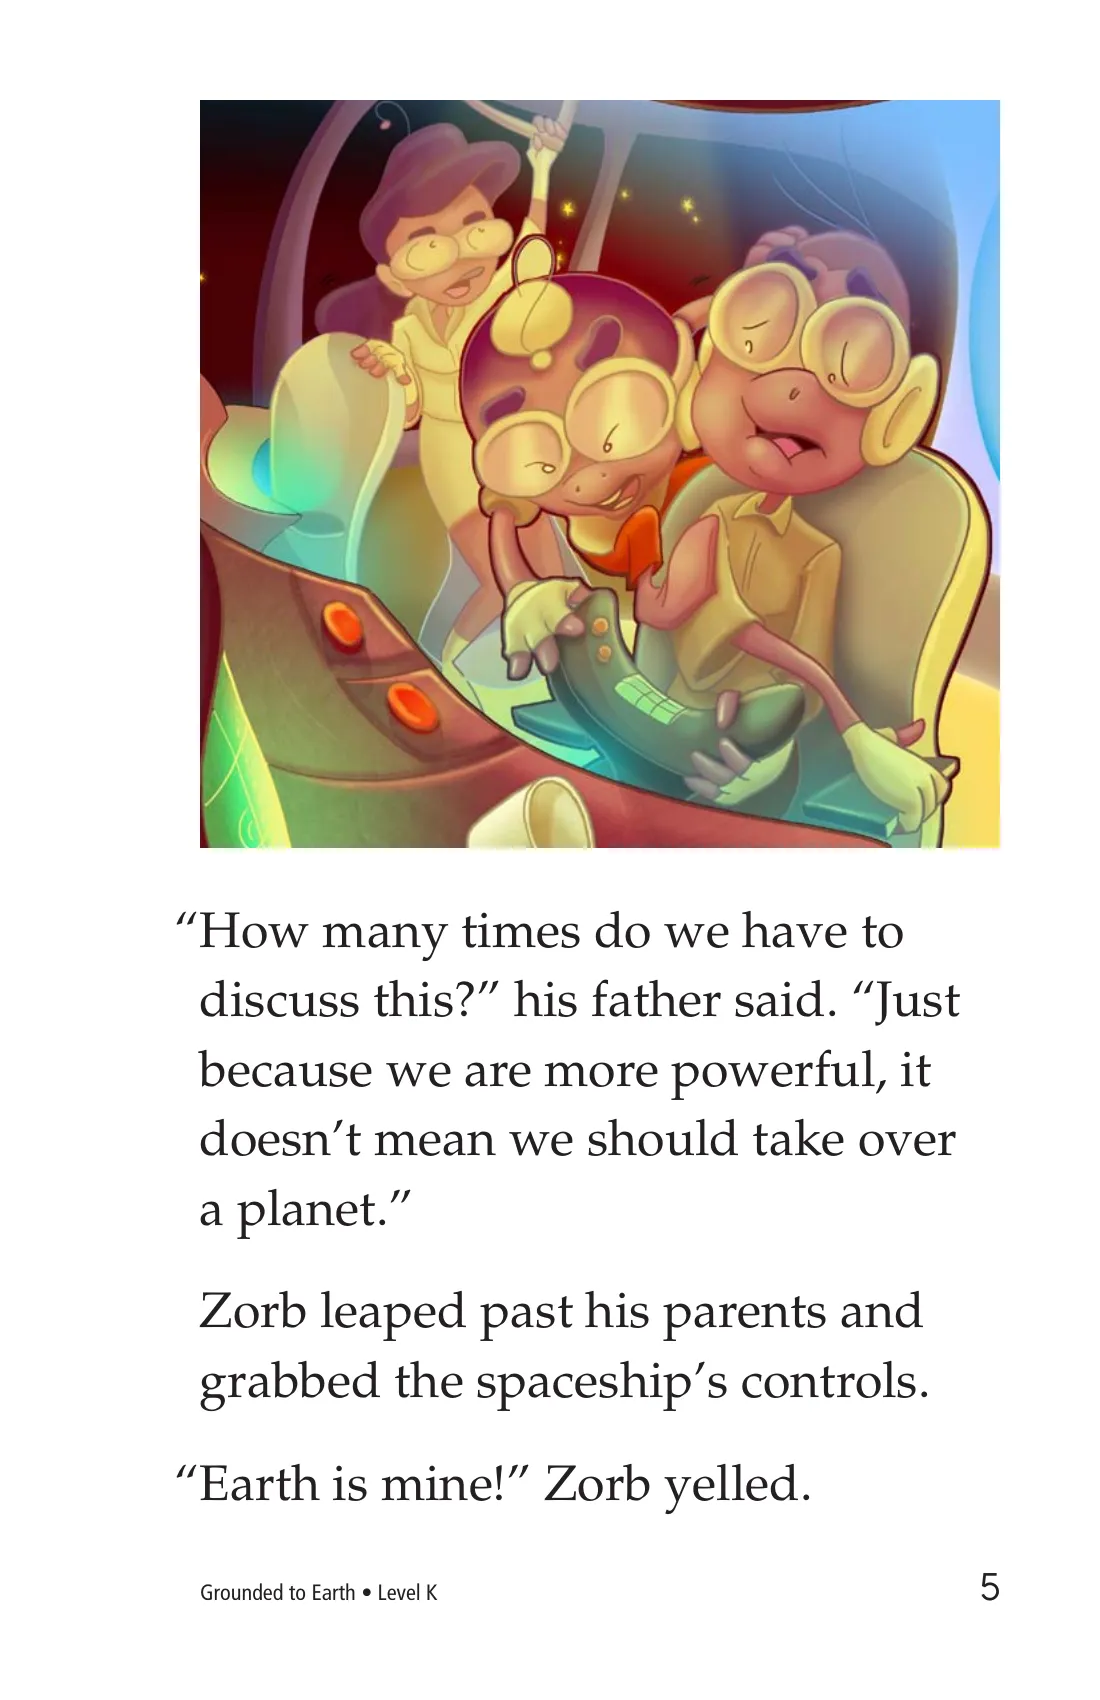 “How many times do we have to
discuss this?” his father said. “Just
because we are more powerful, it
doesn’t mean we should take over
a planet.”
Zorb leaped past his parents and
grabbed the spaceship’s controls.
“Earth is mine!” Zorb yelled.
Grounded to Earth • Level K
5